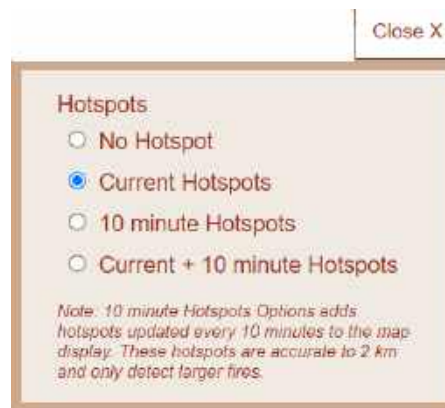 Close X
Hotspots
No Hotspot
Current Hotspots
10 minute Hotspots
Current + 10 minute Hotspots
Note: 10 minute Hotspots Options adds
hotspots updated every 10 minutes to the map
display. These hotspots are accurate to 2 km
and only detect larger fires.